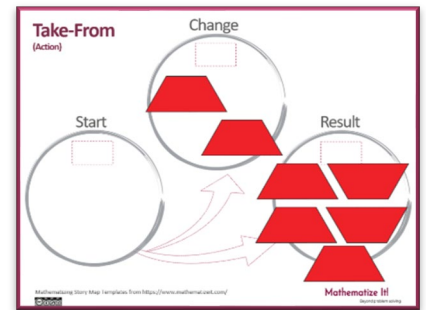 Take-From
(Action)
Change
Start
Result
Mathematizing Story Map Templates from https://www.mathematizeit.com/
Mathematize It!